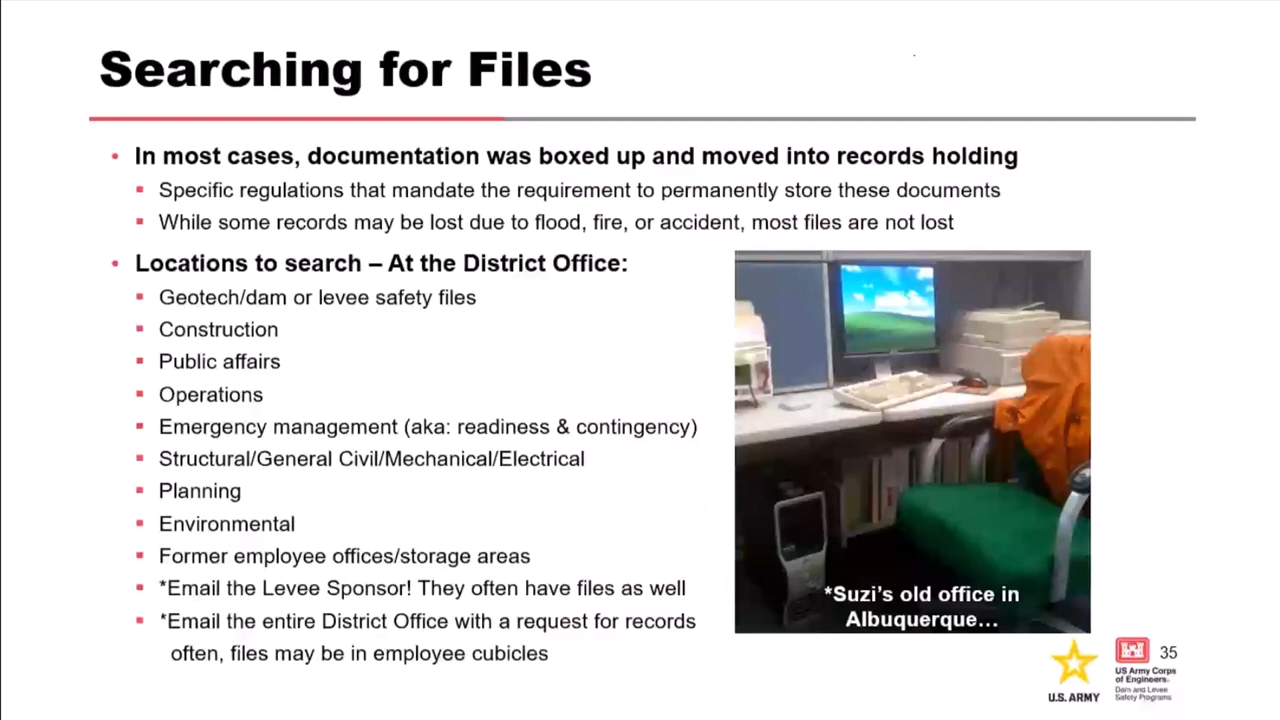 Searching for Files
• In most cases, documentation was boxed up and moved into records holding
▪ Specific regulations that mandate the requirement to permanently store these documents
▪ While some records may be lost due to flood, fire, or accident, most files are not lost
• Locations to search – At the District Office:
▪ Geotech/dam or levee safety files
▪ Construction
▪ Public affairs
▪ Operations
▪ Emergency management (aka: readiness & contingency)
▪ Structural/General Civil/Mechanical/Electrical
▪ Planning
▪ Environmental
▪ Former employee offices/storage areas
▪ *Email the Levee Sponsor! They often have files as well
▪ *Email the entire District Office with a request for records
often, files may be in employee cubicles
*Suzi's old office in
Albuquerque...
U.S. ARMY
US Army Corps
of Engineers.
Dam and Levee
Safety Programs
35